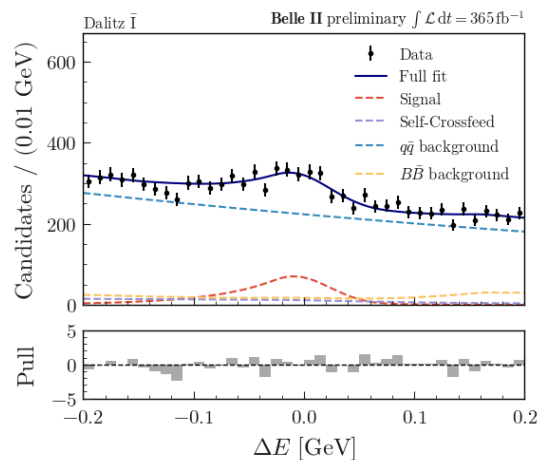 Dalitz Ī
Belle II preliminary ∫ ℒ dt = 365 fb⁻¹
Candidates / (0.01 GeV)
600
400
200
0
Data
Full fit
Signal
Self-Crossfeed
qq̄ background
BB̄ background
Pull
5
0
−5
−0.2 −0.1 0.0 0.1 0.2
ΔE [GeV]